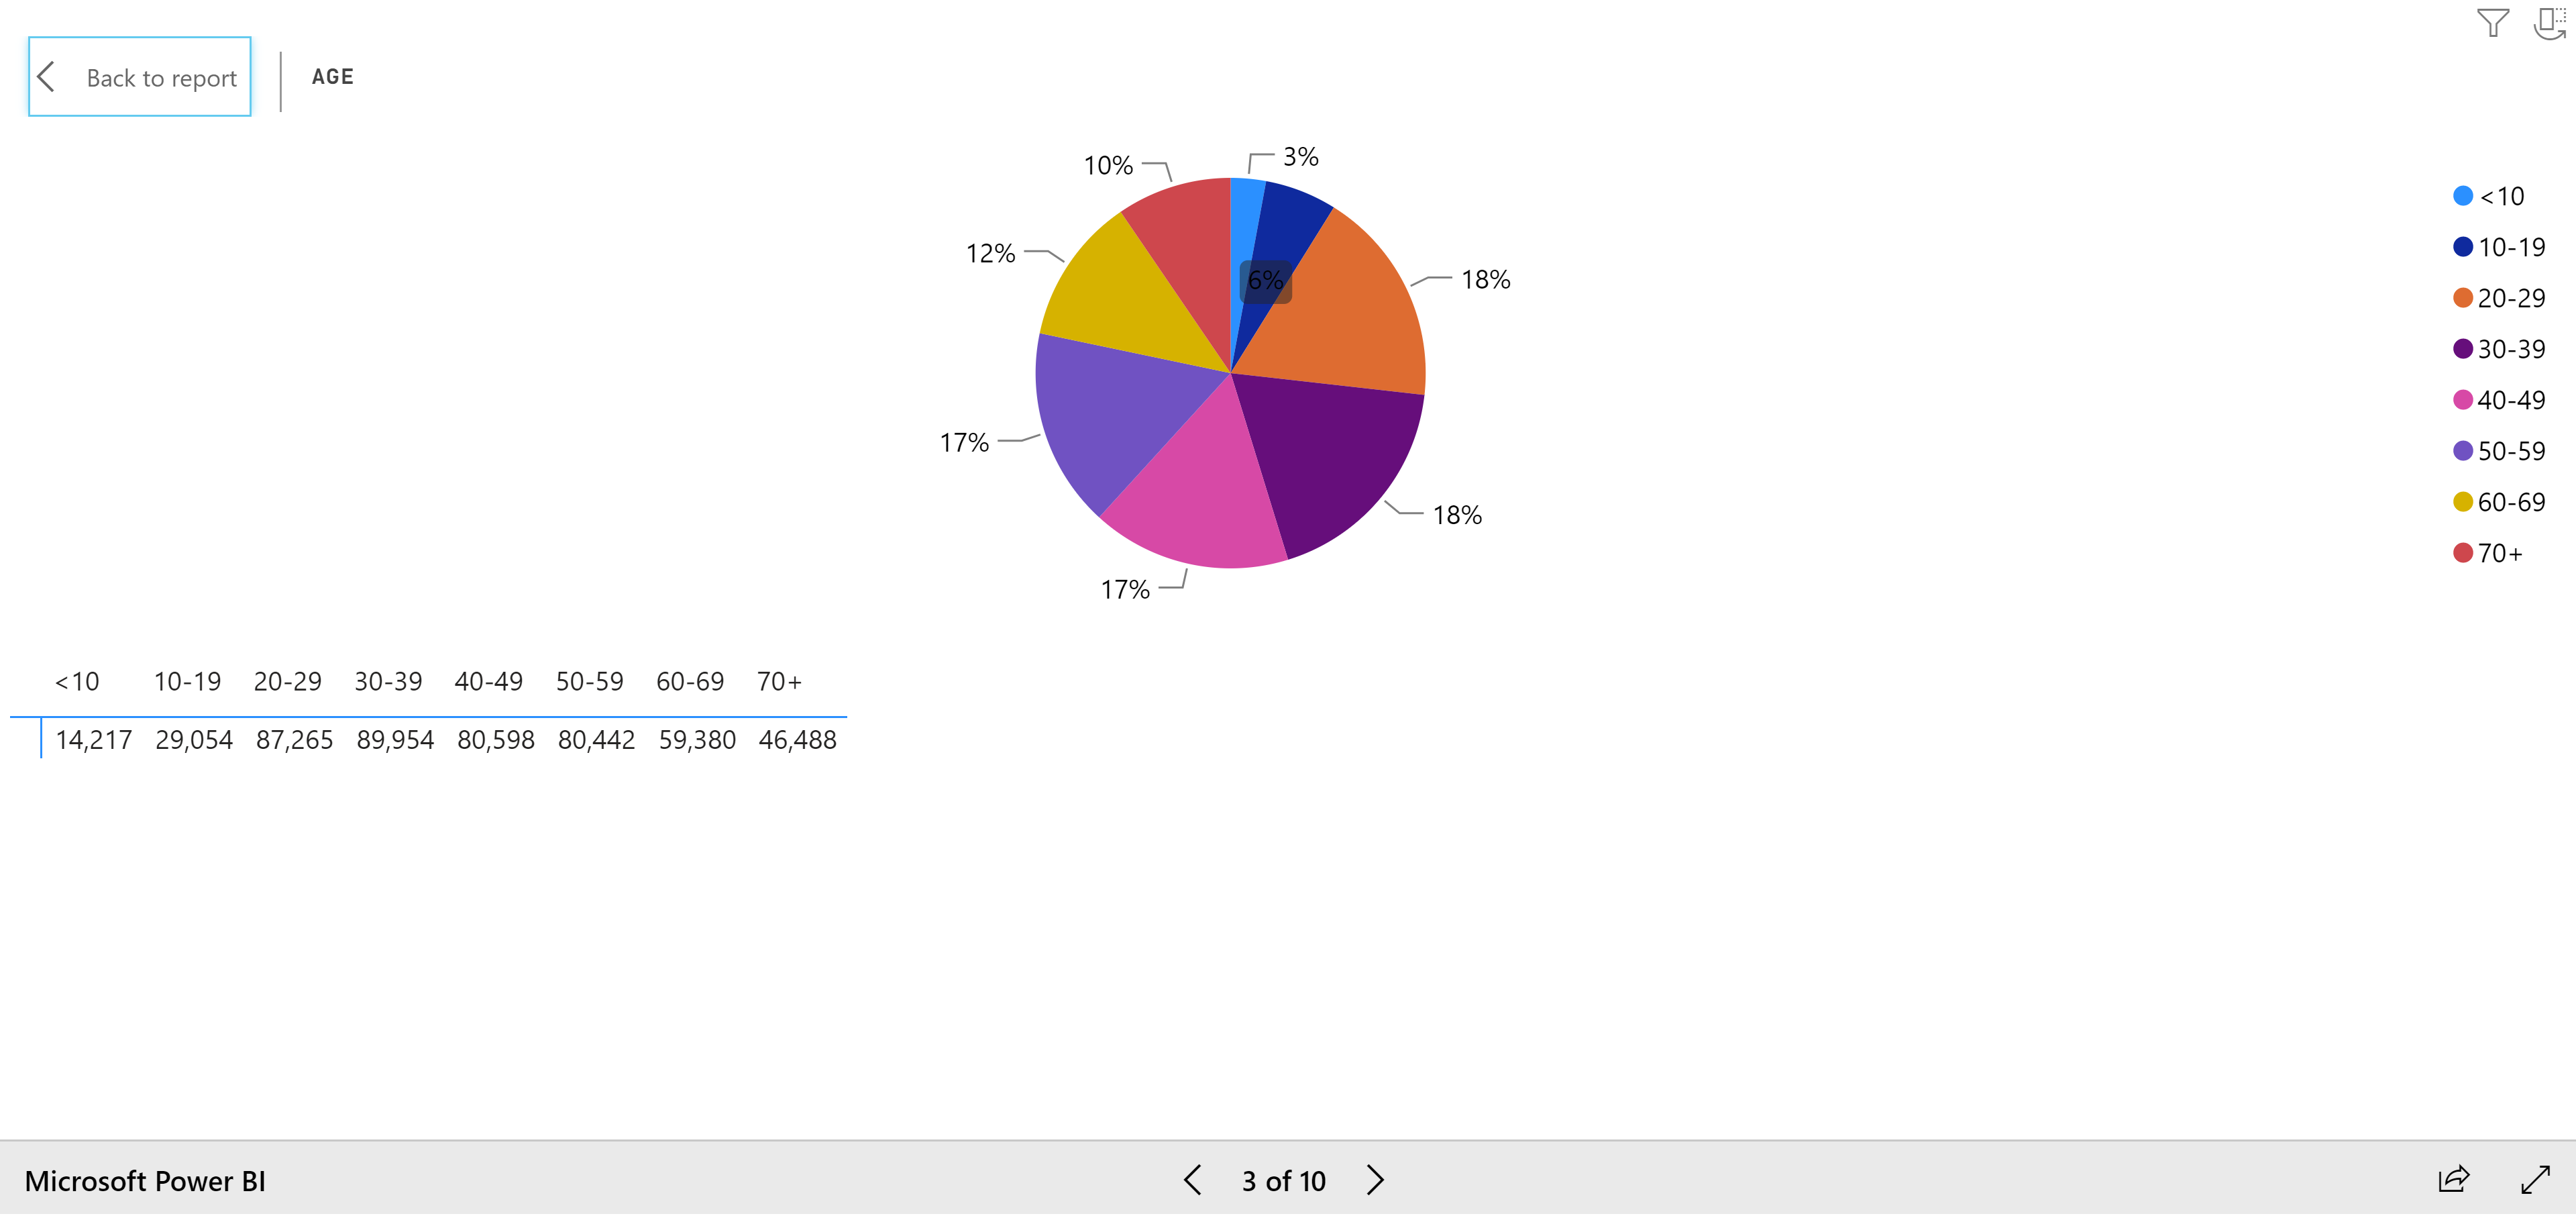 Back to report
AGE
3%
10%
12%
6%
18%
17%
18%
17%
<10
10-19
20-29
30-39
40-49
50-59
60-69
70+
<10 10-19 20-29 30-39 40-49 50-59 60-69 70+
14,217 29,054 87,265 89,954 80,598 80,442 59,380 46,488
Microsoft Power BI
3 of 10